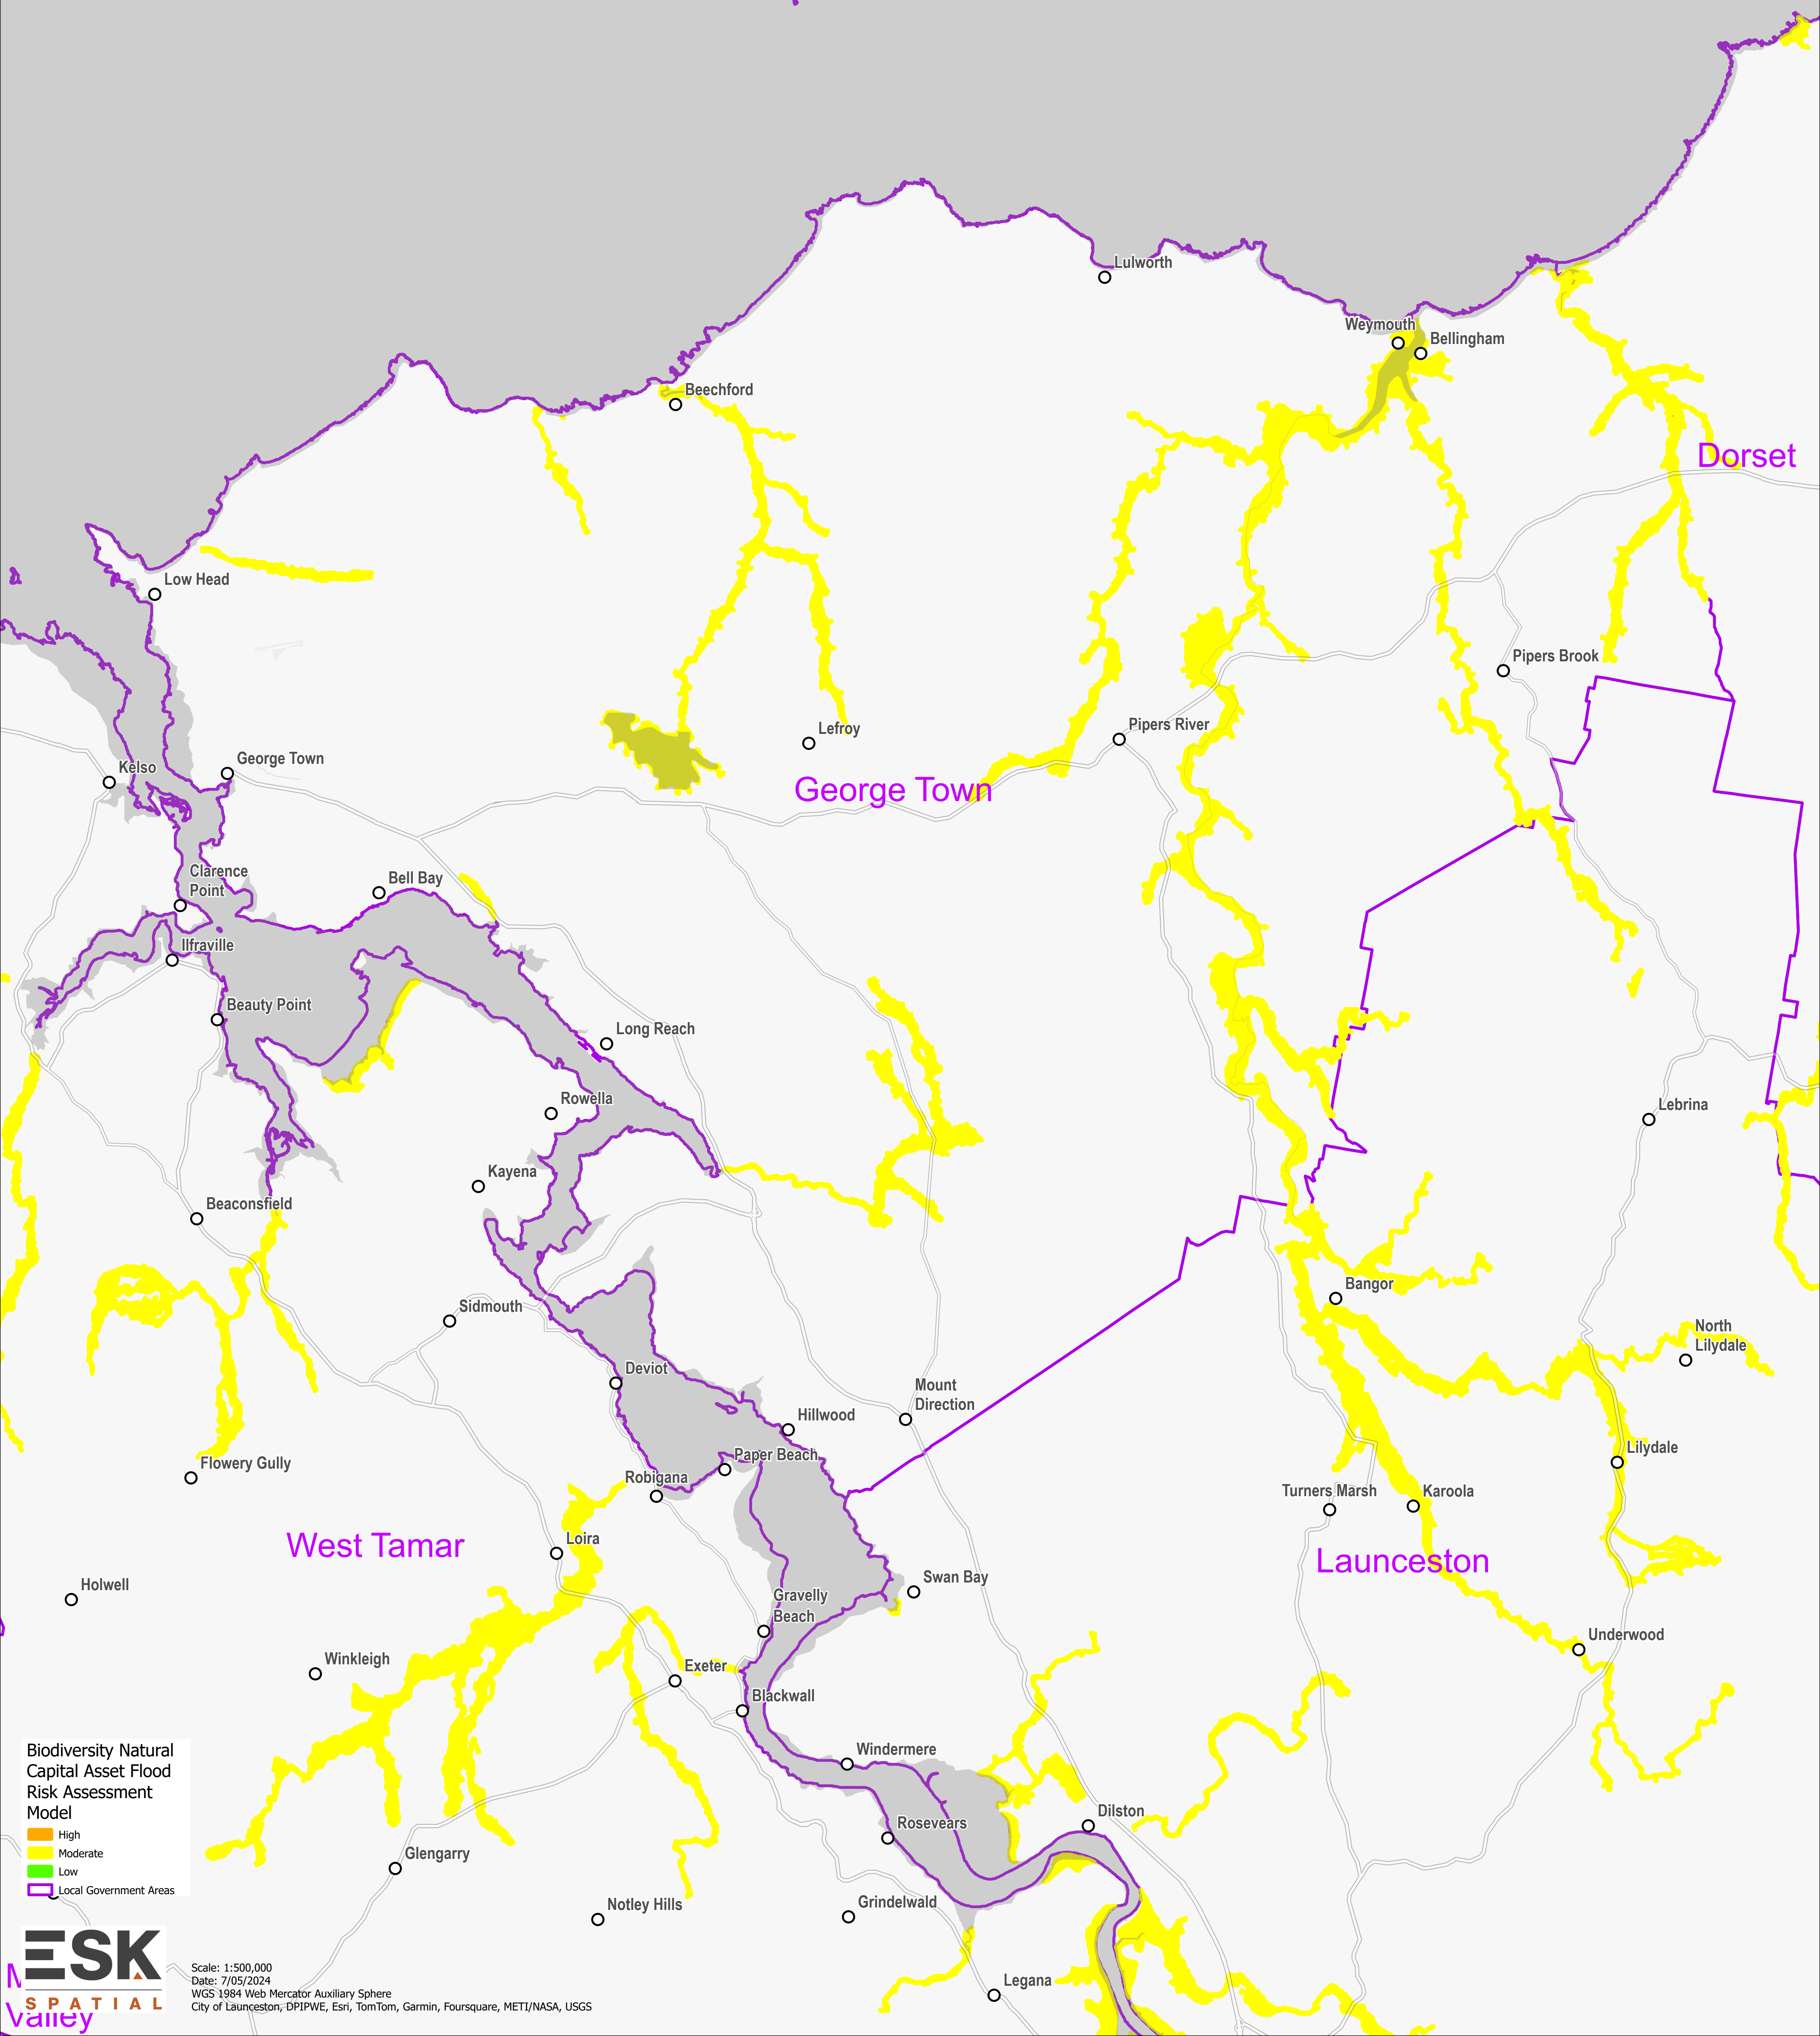 Lulworth
Weymouth
Bellingham
Beechford
Dorset
Low Head
Pipers Brook
Lefroy
Pipers River
George Town
Kelso
George Town
Clarence
Point
Bell Bay
Ilfraville
Beauty Point
Long Reach
Rowella
Lebrina
Kayena
Beaconsfield
Bangor
Sidmouth
North
Lilydale
Deviot
Mount
Direction
Hillwood
Paper Beach
Lilydale
Flowery Gully
Robigana
Turners Marsh
Karoola
West Tamar
Loira
Launceston
Holwell
Swan Bay
Gravelly
Beach
Underwood
Winkleigh
Exeter
Blackwall
Windermere
Dilston
Rosevears
Glengarry
Notley Hills
Grindelwald
Legana
Biodiversity Natural
Capital Asset Flood
Risk Assessment
Model
High
Moderate
Low
Local Government Areas
ESK
SPATIAL
Valley
Scale: 1:500,000
Date: 7/05/2024
WGS 1984 Web Mercator Auxiliary Sphere
City of Launceston, DPIPWE, Esri, TomTom, Garmin, Foursquare, METI/NASA, USGS